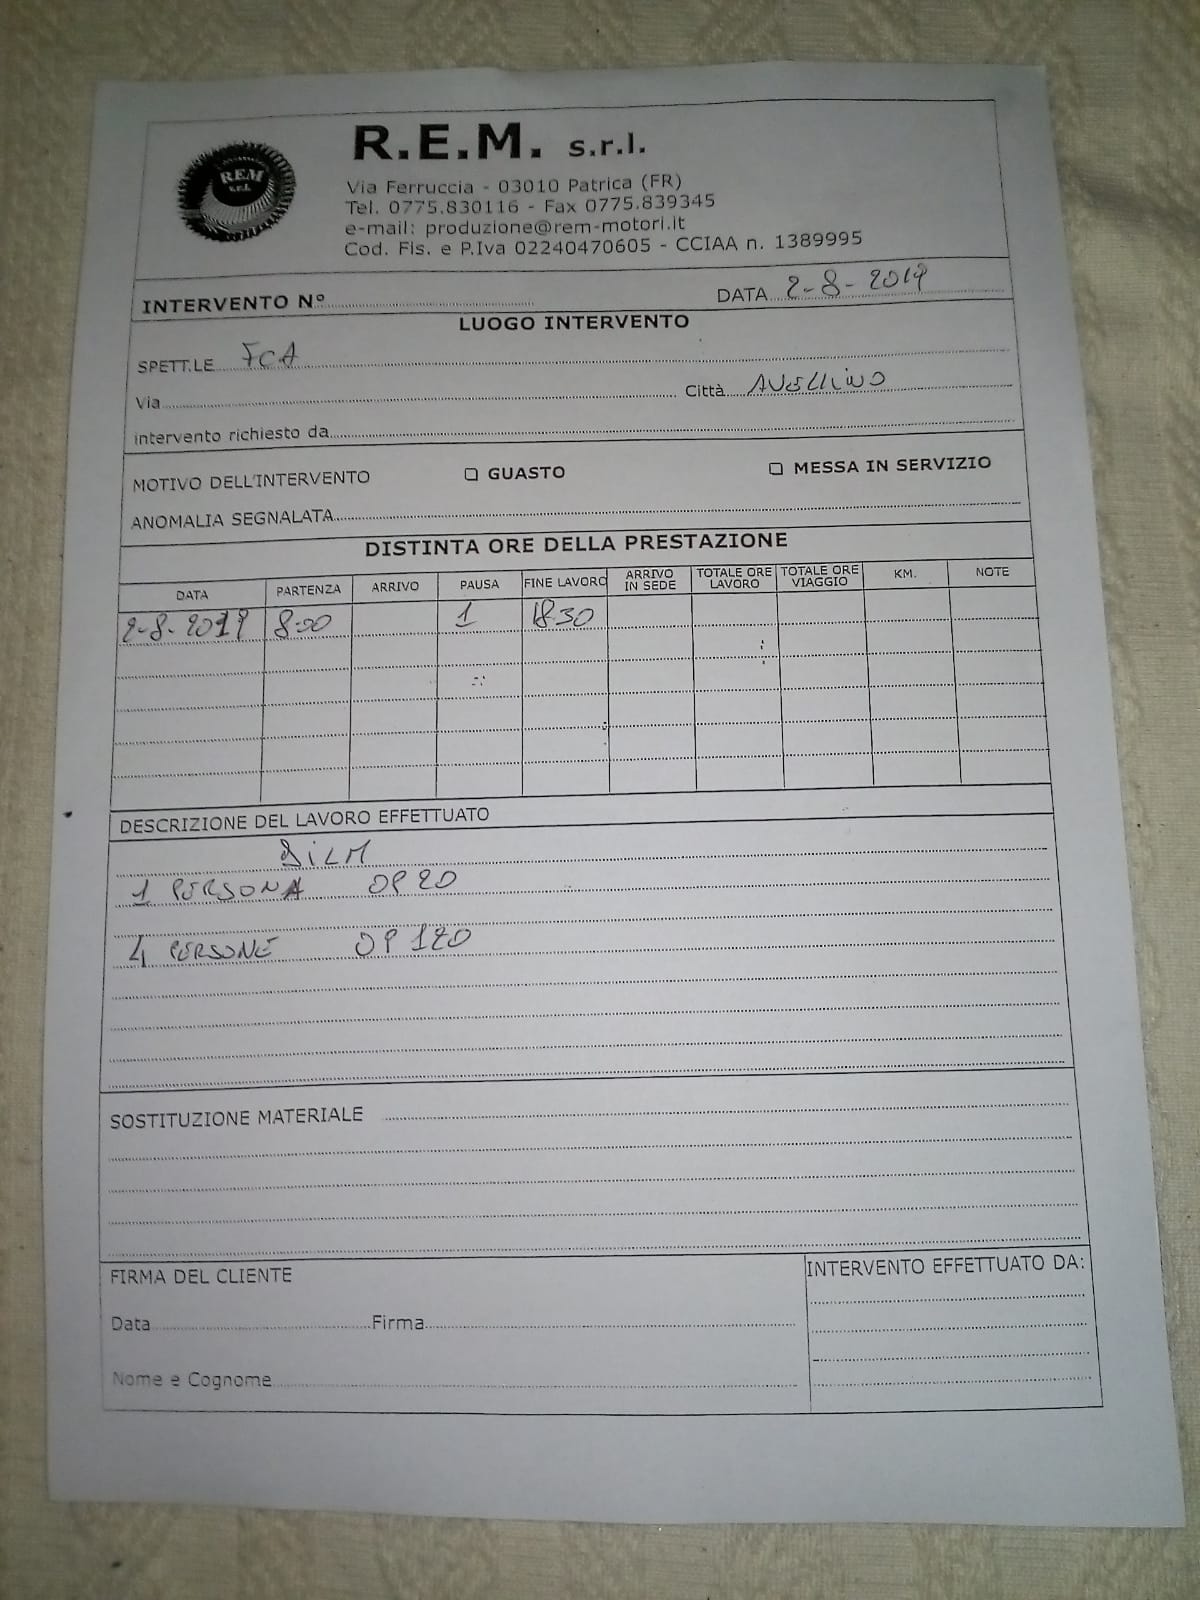 REM
s.r.l.
R.E.M. s.r.l.
Via Ferruccia - 03010 Patrica (FR)
Tel. 0775.830116 - Fax 0775.839345
e-mail: produzione@rem-motori.it
Cod. Fis. e P.Iva 02240470605 - CCIAA n. 1389995
INTERVENTO N° DATA 2-8-2019
LUOGO INTERVENTO
SPETT.LE FCA
Via Città AVELLINO
intervento richiesto da
MOTIVO DELL'INTERVENTO GUASTO MESSA IN SERVIZIO
ANOMALIA SEGNALATA
DISTINTA ORE DELLA PRESTAZIONE
DATA PARTENZA ARRIVO PAUSA FINE LAVORO ARRIVO IN SEDE TOTALE ORE LAVORO TOTALE ORE VIAGGIO KM. NOTE
2-8-2019 8:00 1 18:30
DESCRIZIONE DEL LAVORO EFFETTUATO
1 PERSONA OP 20
4 PERSONE OP 120
SOSTITUZIONE MATERIALE
FIRMA DEL CLIENTE INTERVENTO EFFETTUATO DA:
Data Firma
Nome e Cognome